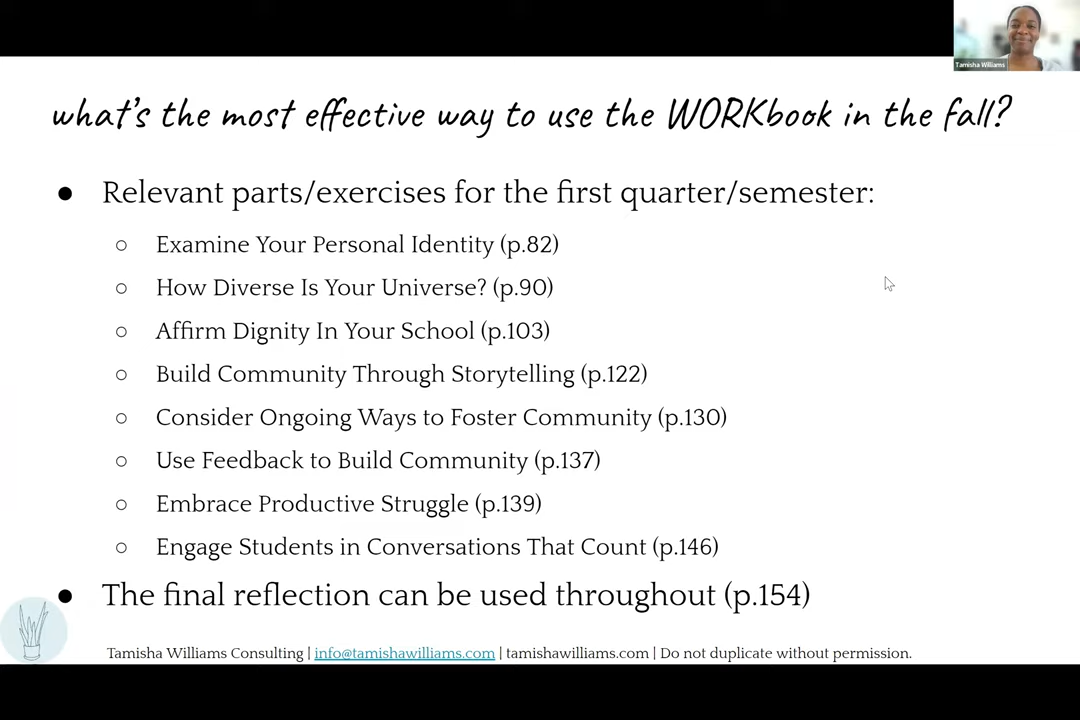 Tamisha Williams
what's the most effective way to use the WORKbook in the fall?
● Relevant parts/exercises for the first quarter/semester:
○ Examine Your Personal Identity (p.82)
○ How Diverse Is Your Universe? (p.90)
○ Affirm Dignity In Your School (p.103)
○ Build Community Through Storytelling (p.122)
○ Consider Ongoing Ways to Foster Community (p.130)
○ Use Feedback to Build Community (p.137)
○ Embrace Productive Struggle (p.139)
○ Engage Students in Conversations That Count (p.146)
● The final reflection can be used throughout (p.154)
Tamisha Williams Consulting | info@tamishawilliams.com | tamishawilliams.com | Do not duplicate without permission.